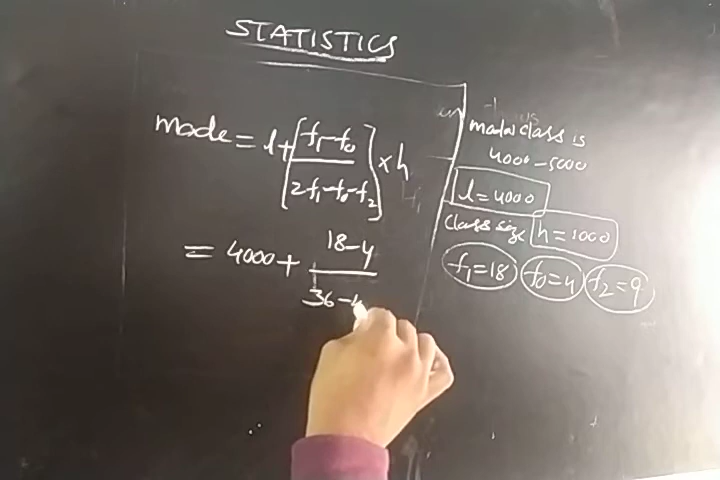 STATISTICS
mode = l + [ f1 - f0 / 2f1 - f0 - f2 ] × h
= 4000 + 18 - 4 / 36 - 4
modal class is
4000 - 5000
l = 4000
class size h = 1000
f1 = 18 f0 = 4 f2 = 9